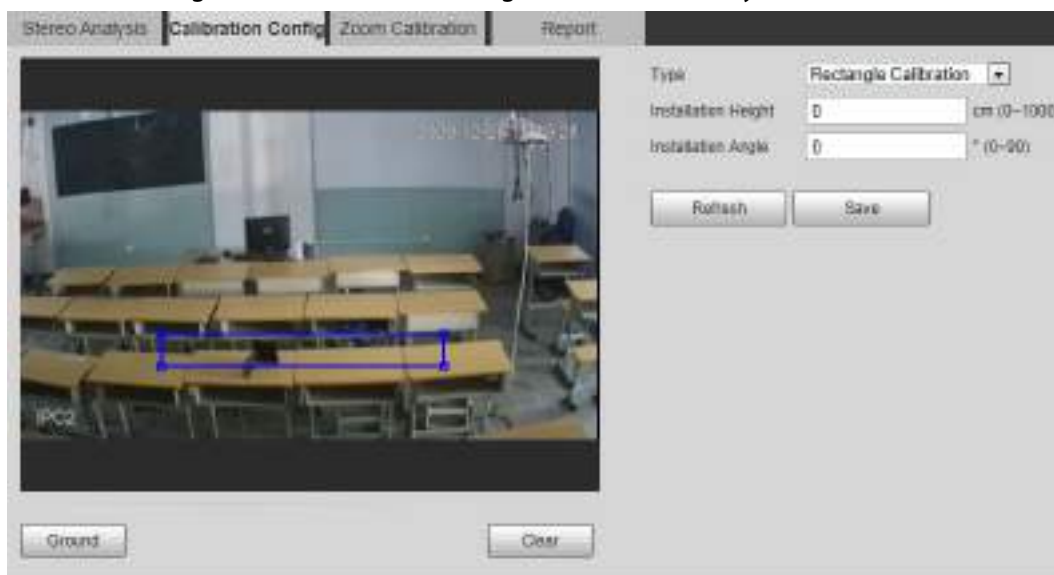 Stereo Analysis Calibration Config Zoom Calibration Report
Type Rectangle Calibration
Installation Height 0 cm (0~1000
Installation Angle 0 ° (0~90)
Refresh Save
IPC2
Ground Clear